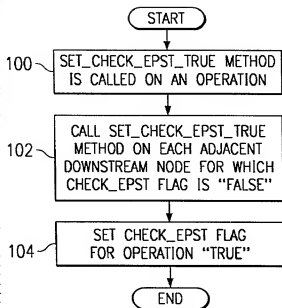 START
100
SET_CHECK_EPST_TRUE METHOD
IS CALLED ON AN OPERATION
102
CALL SET_CHECK_EPST_TRUE
METHOD ON EACH ADJACENT
DOWNSTREAM NODE FOR WHICH
CHECK_EPST FLAG IS "FALSE"
104
SET CHECK_EPST FLAG
FOR OPERATION "TRUE"
END